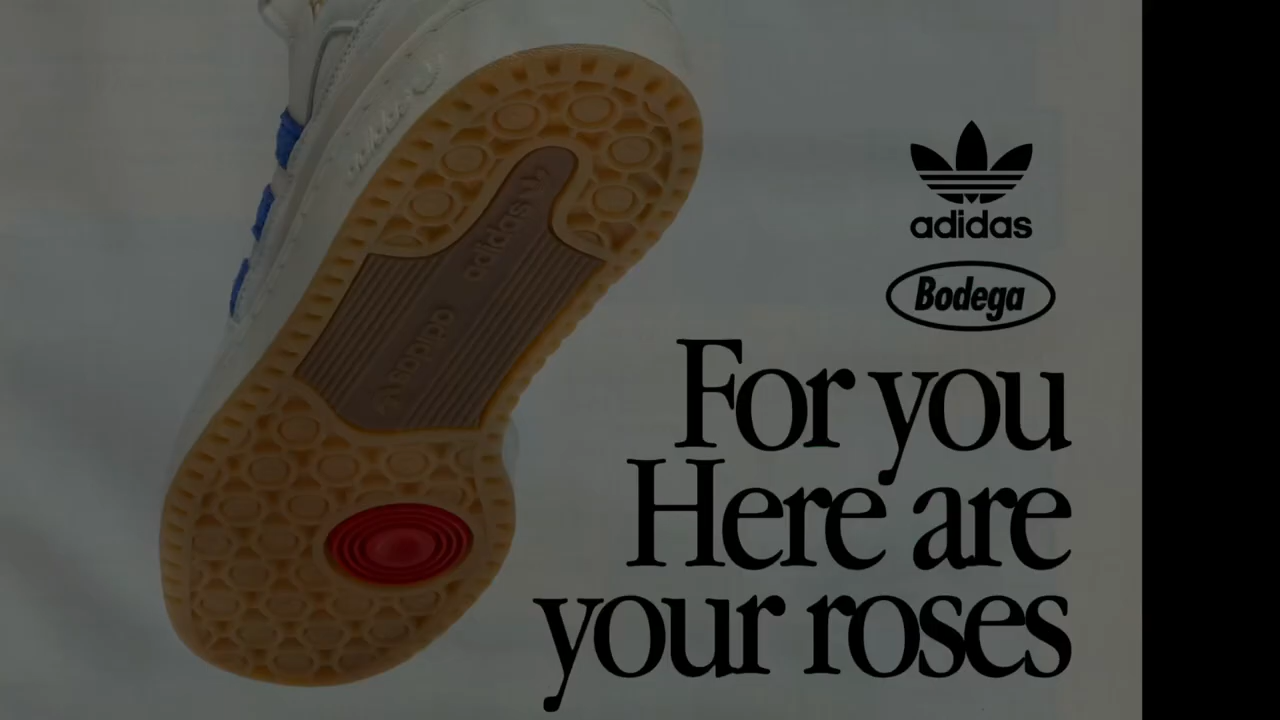 adidas
Bodega
For you
Here are
your roses
adidas
adidas